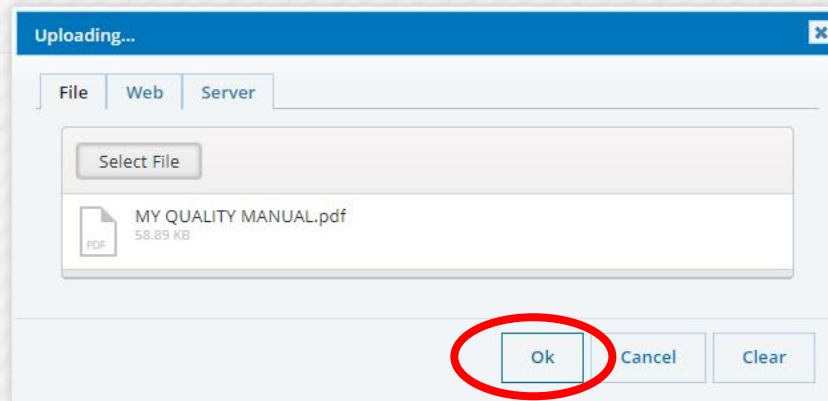 Uploading...
File Web Server
Select File
MY QUALITY MANUAL.pdf
58.89 KB
PDF
Ok Cancel Clear